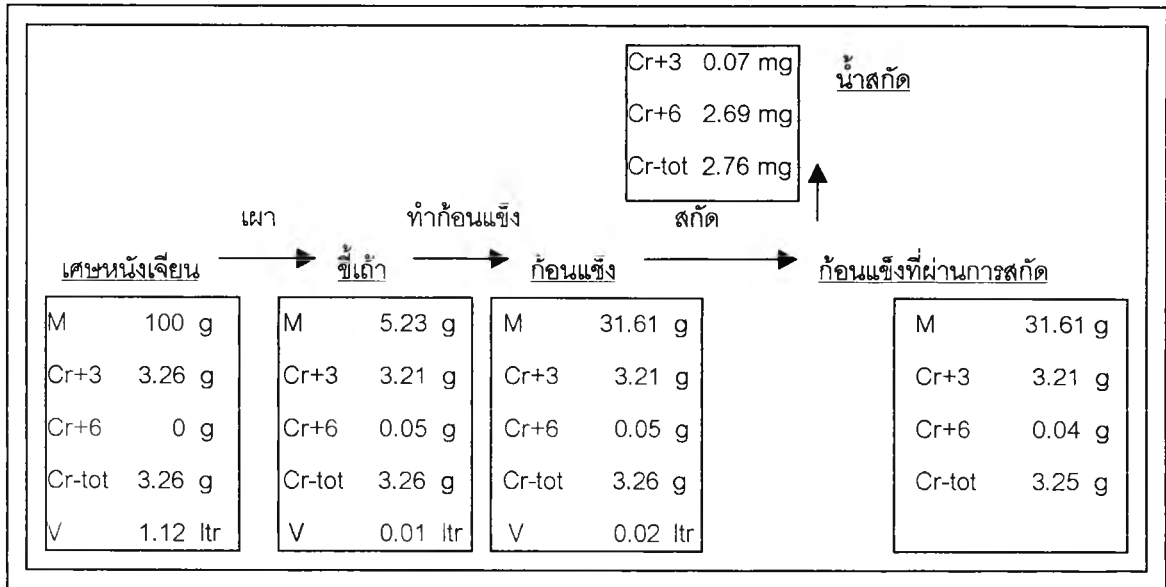 Cr+3 0.07 mg
Cr+6 2.69 mg
Cr-tot 2.76 mg
น้ำสกัด
เผา
ทำก้อนแข็ง
สกัด
เศษหนังเจียน
ขี้เถ้า
ก้อนแข็ง
ก้อนแข็งที่ผ่านการสกัด
M 100 g
Cr+3 3.26 g
Cr+6 0 g
Cr-tot 3.26 g
V 1.12 ltr
M 5.23 g
Cr+3 3.21 g
Cr+6 0.05 g
Cr-tot 3.26 g
V 0.01 ltr
M 31.61 g
Cr+3 3.21 g
Cr+6 0.05 g
Cr-tot 3.26 g
V 0.02 ltr
M 31.61 g
Cr+3 3.21 g
Cr+6 0.04 g
Cr-tot 3.25 g